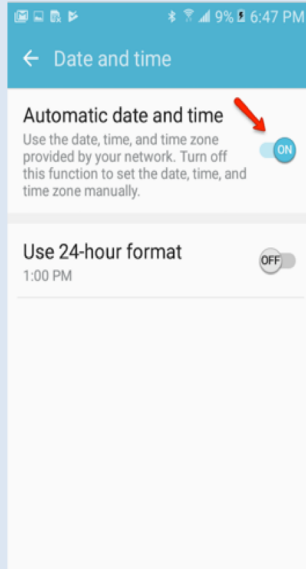 9% 6:47 PM
Date and time
Automatic date and time
Use the date, time, and time zone
provided by your network. Turn off
this function to set the date, time, and
time zone manually.
ON
Use 24-hour format
1:00 PM
OFF